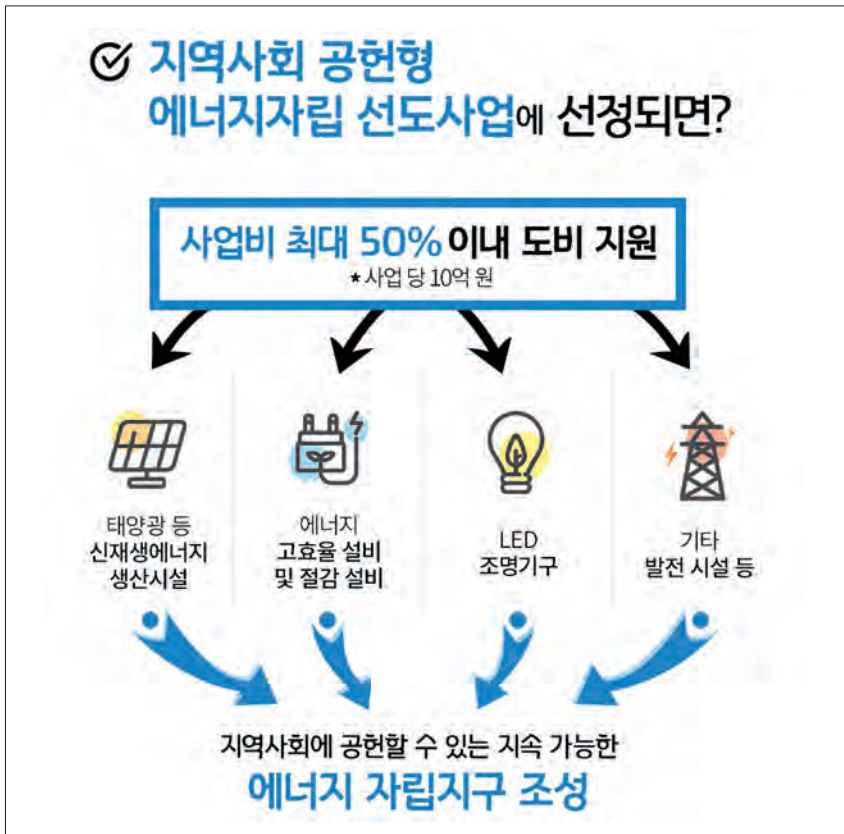 지역사회 공헌형
에너지자립 선도사업에 선정되면?
사업비 최대 50% 이내 도비 지원
★사업 당 10억 원
태양광 등
신재생에너지
생산시설
에너지
고효율 설비
및 절감 설비
LED
조명기구
기타
발전 시설 등
지역사회에 공헌할 수 있는 지속 가능한
에너지 자립지구 조성